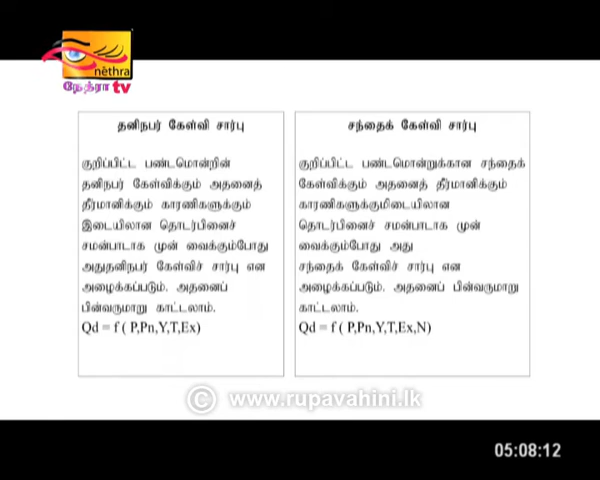 nēthra
நேத்ரா tv
தனிநபர் கேள்வி சார்பு
குறிப்பிட்ட பண்டமொன்றின்
தனிநபர் கேள்விக்கும் அதனைத்
தீர்மானிக்கும் காரணிகளுக்கும்
இடையிலான தொடர்பினைச்
சமன்பாடாக முன் வைக்கும்போது
அதுதனிநபர் கேள்விச் சார்பு என
அழைக்கப்படும். அதனைப்
பின்வருமாறு காட்டலாம்.
Qd = f ( P,Pn,Y,T,Ex)
சந்தைக் கேள்வி சார்பு
குறிப்பிட்ட பண்டமொன்றுக்கான சந்தைக்
கேள்விக்கும் அதனைத் தீர்மானிக்கும்
காரணிகளுக்குமிடையிலான
தொடர்பினைச் சமன்பாடாக முன்
வைக்கும்போது அது
சந்தைக் கேள்விச் சார்பு என
அழைக்கப்படும். அதனைப் பின்வருமாறு
காட்டலாம்.
Qd = f ( P,Pn,Y,T,Ex,N)
© www.rupavahini.lk
05:08:12